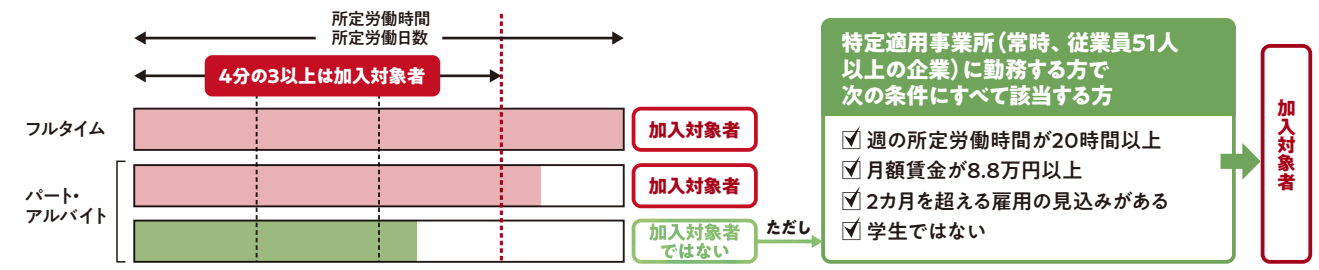 所定労働時間
所定労働日数
4分の3以上は加入対象者
フルタイム
加入対象者
パート・
アルバイト
加入対象者
加入対象者
ではない
ただし
特定適用事業所(常時、従業員51人
以上の企業)に勤務する方で
次の条件にすべて該当する方
週の所定労働時間が20時間以上
月額賃金が8.8万円以上
2カ月を超える雇用の見込みがある
学生ではない
加入対象者